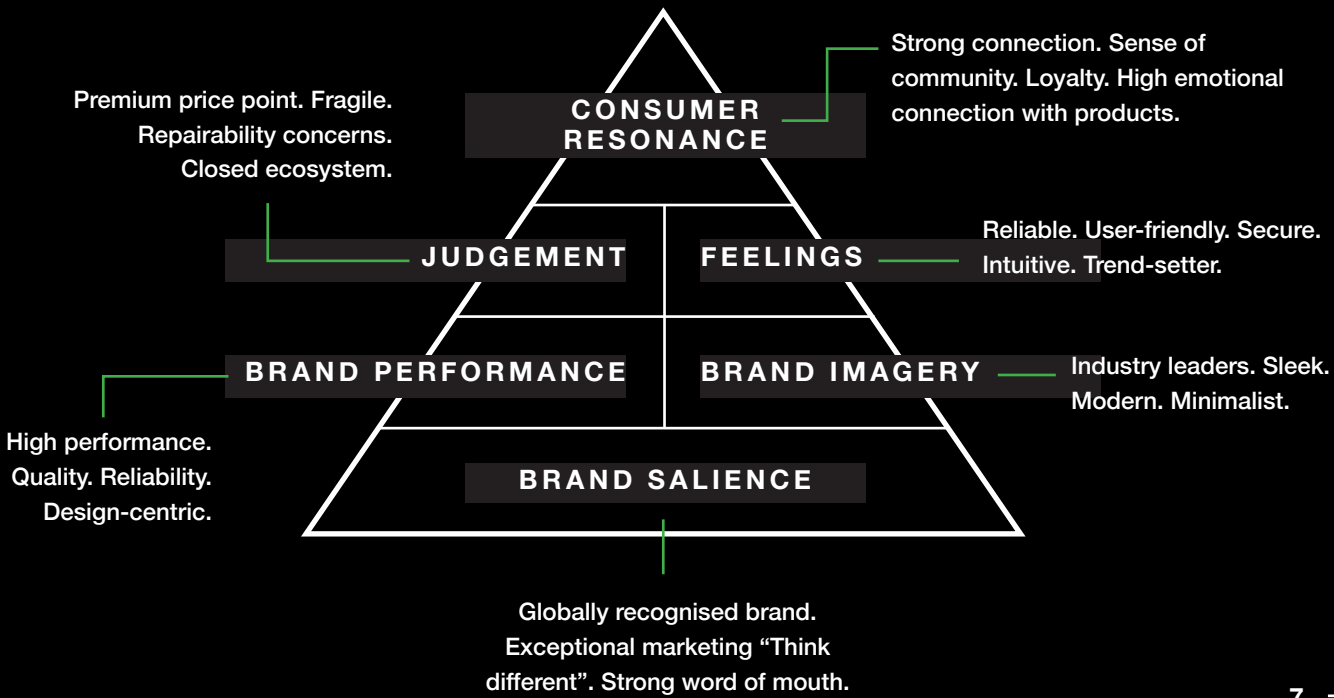 Strong connection. Sense of
community. Loyalty. High emotional
connection with products.
Premium price point. Fragile.
Repairability concerns.
Closed ecosystem.
CONSUMER
RESONANCE
JUDGEMENT
FEELINGS
Reliable. User-friendly. Secure.
Intuitive. Trend-setter.
BRAND PERFORMANCE
BRAND IMAGERY
Industry leaders. Sleek.
Modern. Minimalist.
High performance.
Quality. Reliability.
Design-centric.
BRAND SALIENCE
Globally recognised brand.
Exceptional marketing “Think
different”. Strong word of mouth.
7